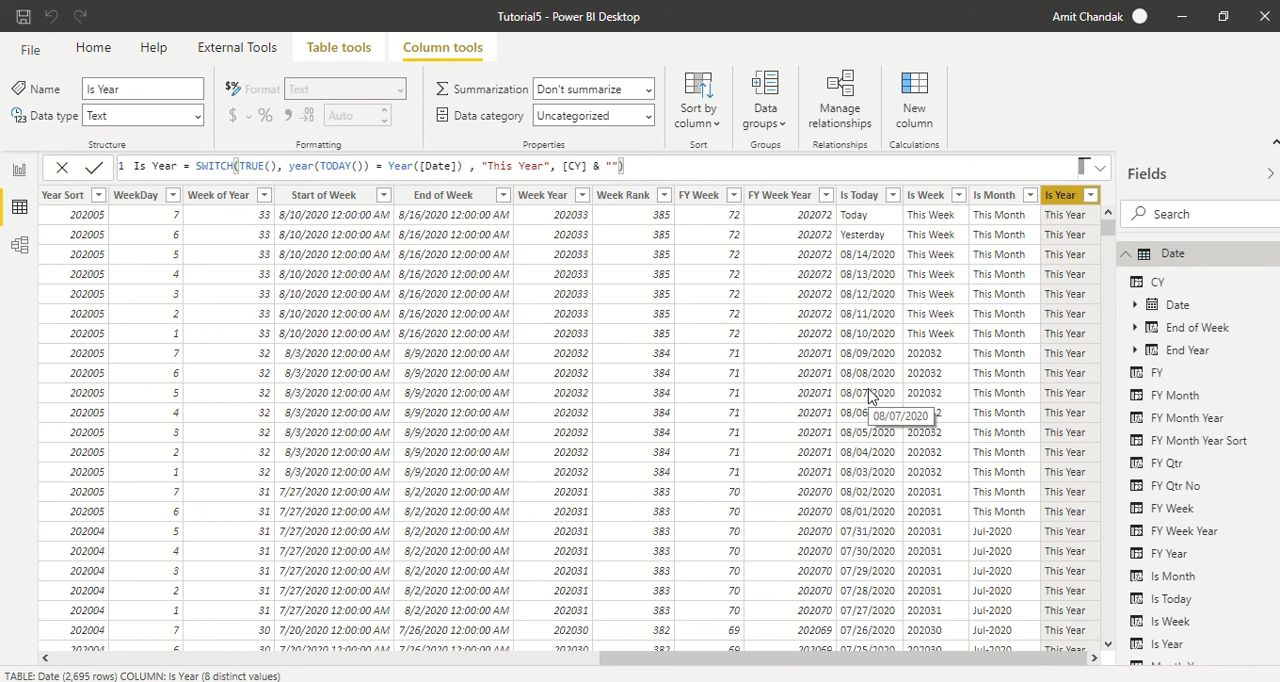 Tutorial5 - Power BI Desktop
Amit Chandak
File Home Help External Tools Table tools Column tools
Name Is Year
Data type Text
Structure
Format Text
$ % Auto
Formatting
Summarization Don't summarize
Data category Uncategorized
Properties
Sort by column
Sort
Data groups
Groups
Manage relationships
Relationships
New column
Calculations
1 Is Year = SWITCH(TRUE(), year(TODAY()) = Year([Date]) , "This Year", [CY] & "")
Year Sort WeekDay Week of Year Start of Week End of Week Week Year Week Rank FY Week FY Week Year Is Today Is Week Is Month Is Year
202005 7 33 8/10/2020 12:00:00 AM 8/16/2020 12:00:00 AM 202033 385 72 202072 Today This Week This Month This Year
202005 6 33 8/10/2020 12:00:00 AM 8/16/2020 12:00:00 AM 202033 385 72 202072 Yesterday This Week This Month This Year
202005 5 33 8/10/2020 12:00:00 AM 8/16/2020 12:00:00 AM 202033 385 72 202072 08/14/2020 This Week This Month This Year
202005 4 33 8/10/2020 12:00:00 AM 8/16/2020 12:00:00 AM 202033 385 72 202072 08/13/2020 This Week This Month This Year
202005 3 33 8/10/2020 12:00:00 AM 8/16/2020 12:00:00 AM 202033 385 72 202072 08/12/2020 This Week This Month This Year
202005 2 33 8/10/2020 12:00:00 AM 8/16/2020 12:00:00 AM 202033 385 72 202072 08/11/2020 This Week This Month This Year
202005 1 33 8/10/2020 12:00:00 AM 8/16/2020 12:00:00 AM 202033 385 72 202072 08/10/2020 This Week This Month This Year
202005 7 32 8/3/2020 12:00:00 AM 8/9/2020 12:00:00 AM 202032 384 71 202071 08/09/2020 202032 This Month This Year
202005 6 32 8/3/2020 12:00:00 AM 8/9/2020 12:00:00 AM 202032 384 71 202071 08/08/2020 202032 This Month This Year
202005 5 32 8/3/2020 12:00:00 AM 8/9/2020 12:00:00 AM 202032 384 71 202071 08/07/2020 202032 This Month This Year
202005 4 32 8/3/2020 12:00:00 AM 8/9/2020 12:00:00 AM 202032 384 71 202071 08/06 2 This Month This Year
08/07/2020
202005 3 32 8/3/2020 12:00:00 AM 8/9/2020 12:00:00 AM 202032 384 71 202071 08/05/2020 202032 This Month This Year
202005 2 32 8/3/2020 12:00:00 AM 8/9/2020 12:00:00 AM 202032 384 71 202071 08/04/2020 202032 This Month This Year
202005 1 32 8/3/2020 12:00:00 AM 8/9/2020 12:00:00 AM 202032 384 71 202071 08/03/2020 202032 This Month This Year
202005 7 31 7/27/2020 12:00:00 AM 8/2/2020 12:00:00 AM 202031 383 70 202070 08/02/2020 202031 This Month This Year
202005 6 31 7/27/2020 12:00:00 AM 8/2/2020 12:00:00 AM 202031 383 70 202070 08/01/2020 202031 This Month This Year
202004 5 31 7/27/2020 12:00:00 AM 8/2/2020 12:00:00 AM 202031 383 70 202070 07/31/2020 202031 Jul-2020 This Year
202004 4 31 7/27/2020 12:00:00 AM 8/2/2020 12:00:00 AM 202031 383 70 202070 07/30/2020 202031 Jul-2020 This Year
202004 3 31 7/27/2020 12:00:00 AM 8/2/2020 12:00:00 AM 202031 383 70 202070 07/29/2020 202031 Jul-2020 This Year
202004 2 31 7/27/2020 12:00:00 AM 8/2/2020 12:00:00 AM 202031 383 70 202070 07/28/2020 202031 Jul-2020 This Year
202004 1 31 7/27/2020 12:00:00 AM 8/2/2020 12:00:00 AM 202031 383 70 202070 07/27/2020 202031 Jul-2020 This Year
202004 7 30 7/20/2020 12:00:00 AM 7/26/2020 12:00:00 AM 202030 382 69 202069 07/26/2020 202030 Jul-2020 This Year
202004 6 30 7/20/2020 12:00:00 AM 7/26/2020 12:00:00 AM 202030 382 69 202069 07/25/2020 202030 Jul-2020 This Year
Fields
Search
Date
CY
Date
End of Week
End Year
FY
FY Month
FY Month Year
FY Month Year Sort
FY Qtr
FY Qtr No
FY Week
FY Week Year
FY Year
Is Month
Is Today
Is Week
Is Year
TABLE: Date (2,695 rows) COLUMN: Is Year (8 distinct values)